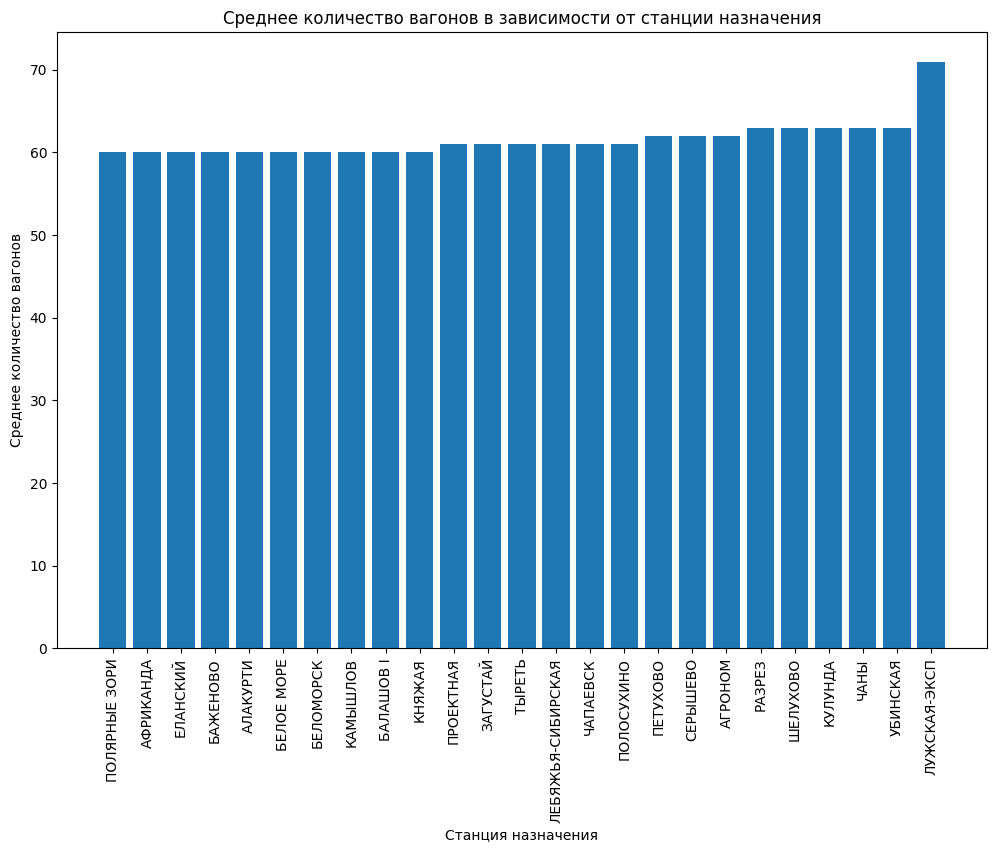 Среднее количество вагонов в зависимости от станции назначения
Среднее количество вагонов
70
60
50
40
30
20
10
0
ПОЛЯРНЫЕ ЗОРИ
АФРИКАНДА
ЕЛАНСКИЙ
БАЖЕНОВО
АЛАКУРТИ
БЕЛОЕ МОРЕ
БЕЛОМОРСК
КАМЫШЛОВ
БАЛАШОВ I
КНЯЖАЯ
ПРОЕКТНАЯ
ЗАГУСТАЙ
ТЫРЕТЬ
ЛЕБЯЖЬЯ-СИБИРСКАЯ
ЧАПАЕВСК
ПОЛОСУХИНО
ПЕТУХОВО
СЕРЫШЕВО
АГРОНОМ
РАЗРЕЗ
ШЕЛУХОВО
КУЛУНДА
ЧАНЫ
УБИНСКАЯ
ЛУЖСКАЯ-ЭКСП
Станция назначения